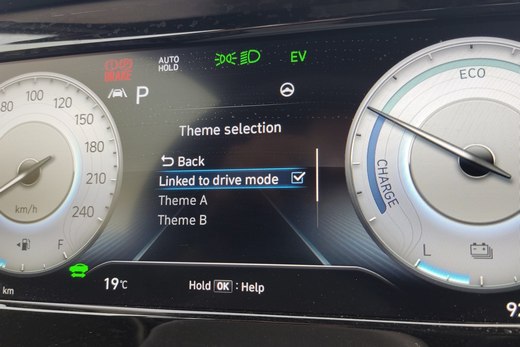 BRAKE
AUTO HOLD
EV
P
ECO
80 100 120 150 180 210 240
km/h
Theme selection
Back
Linked to drive mode
Theme A
Theme B
CHARGE
F
L
km
19°C
Hold OK : Help